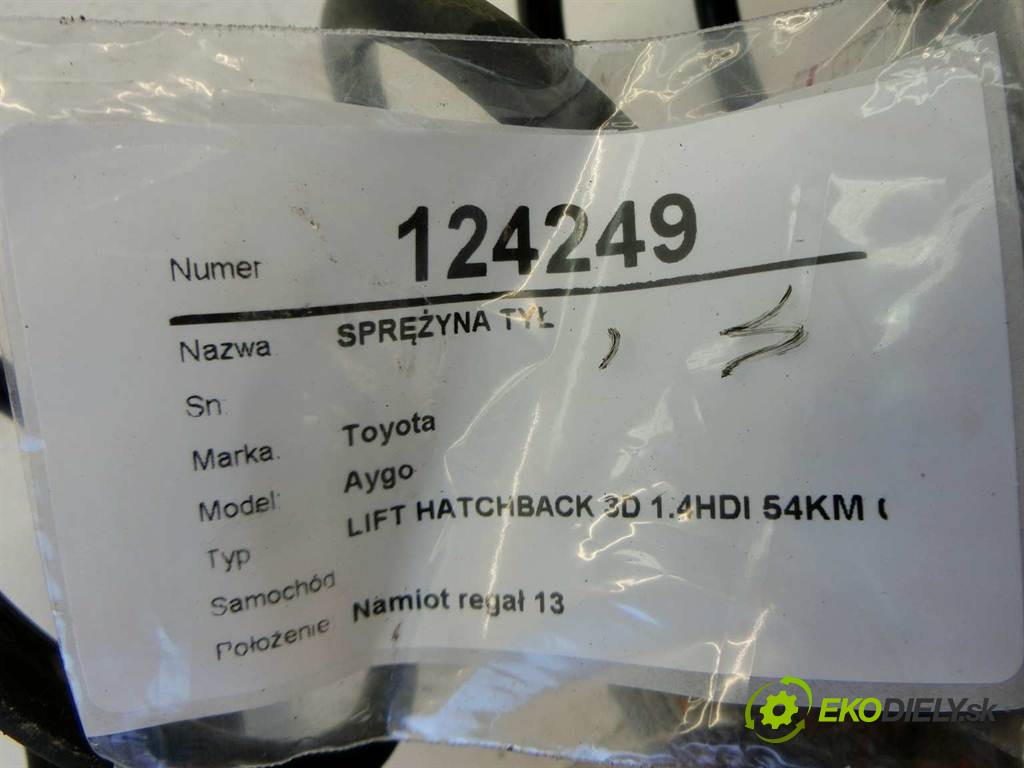 Numer 124249
Nazwa SPRĘŻYNA TYŁ
Sn:
Marka. Toyota
Model: Aygo
Typ LIFT HATCHBACK 3D 1.4HDI 54KM (
Samochód
Położenie Namiot regał 13
EKODIELY.sk